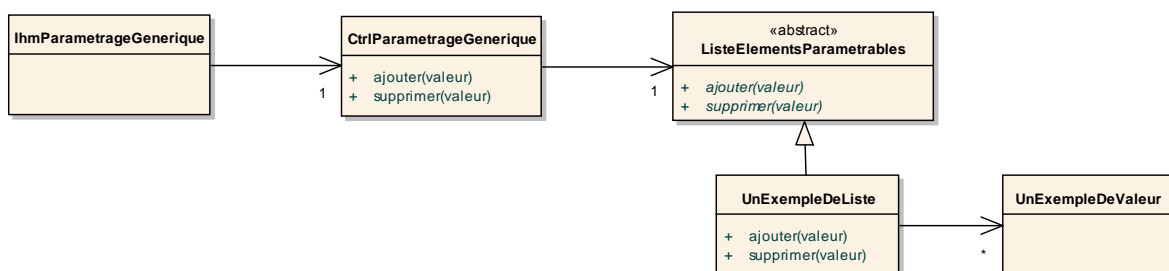 IhmParametrageGenerique
1
CtrlParametrageGenerique
+ ajouter(valeur)
+ supprimer(valeur)
1
«abstract»
ListeElementsParametrables
+ ajouter(valeur)
+ supprimer(valeur)
UnExempleDeListe
+ ajouter(valeur)
+ supprimer(valeur)
*
UnExempleDeValeur